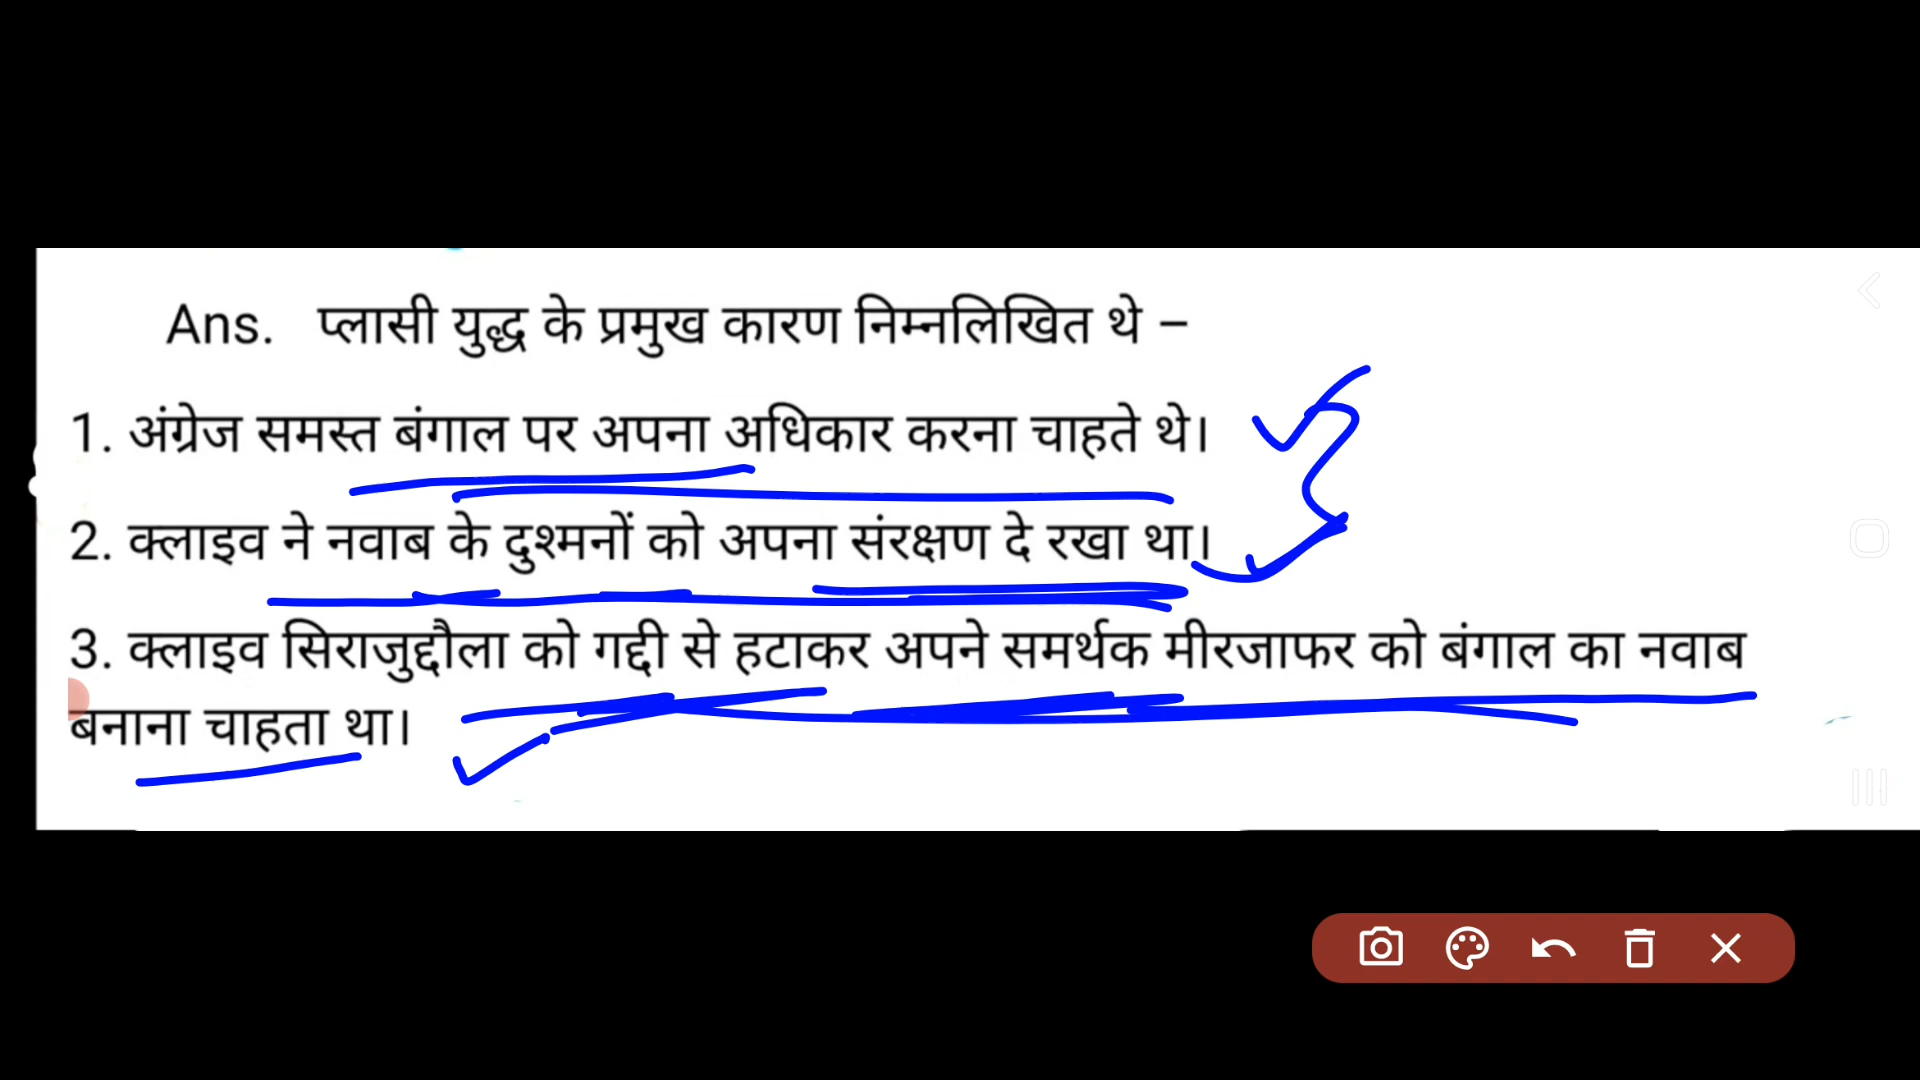 Ans. प्लासी युद्ध के प्रमुख कारण निम्नलिखित थे –
1. अंग्रेज समस्त बंगाल पर अपना अधिकार करना चाहते थे।
2. क्लाइव ने नवाब के दुश्मनों को अपना संरक्षण दे रखा था।
3. क्लाइव सिराजुद्दौला को गद्दी से हटाकर अपने समर्थक मीरजाफर को बंगाल का नवाब
बनाना चाहता था।